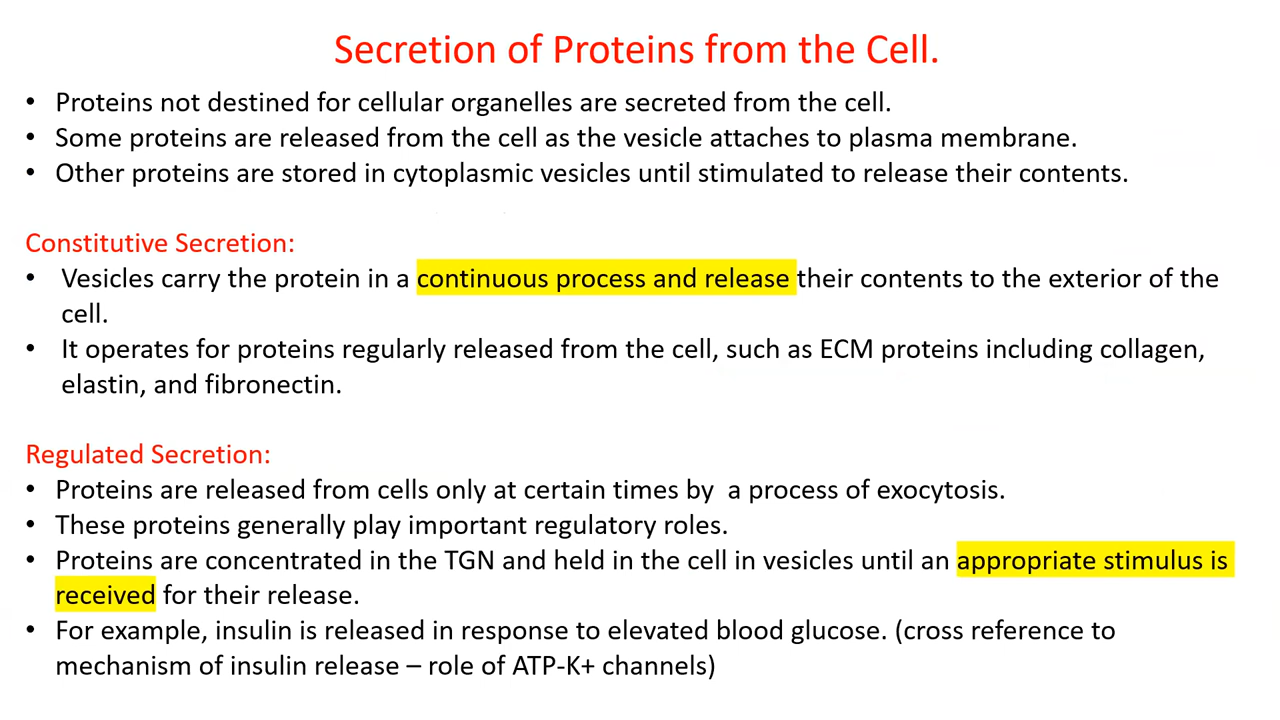 Secretion of Proteins from the Cell.
• Proteins not destined for cellular organelles are secreted from the cell.
• Some proteins are released from the cell as the vesicle attaches to plasma membrane.
• Other proteins are stored in cytoplasmic vesicles until stimulated to release their contents.
Constitutive Secretion:
• Vesicles carry the protein in a continuous process and release their contents to the exterior of the
cell.
• It operates for proteins regularly released from the cell, such as ECM proteins including collagen,
elastin, and fibronectin.
Regulated Secretion:
• Proteins are released from cells only at certain times by  a process of exocytosis.
• These proteins generally play important regulatory roles.
• Proteins are concentrated in the TGN and held in the cell in vesicles until an appropriate stimulus is
received for their release.
• For example, insulin is released in response to elevated blood glucose. (cross reference to
mechanism of insulin release – role of ATP-K+ channels)